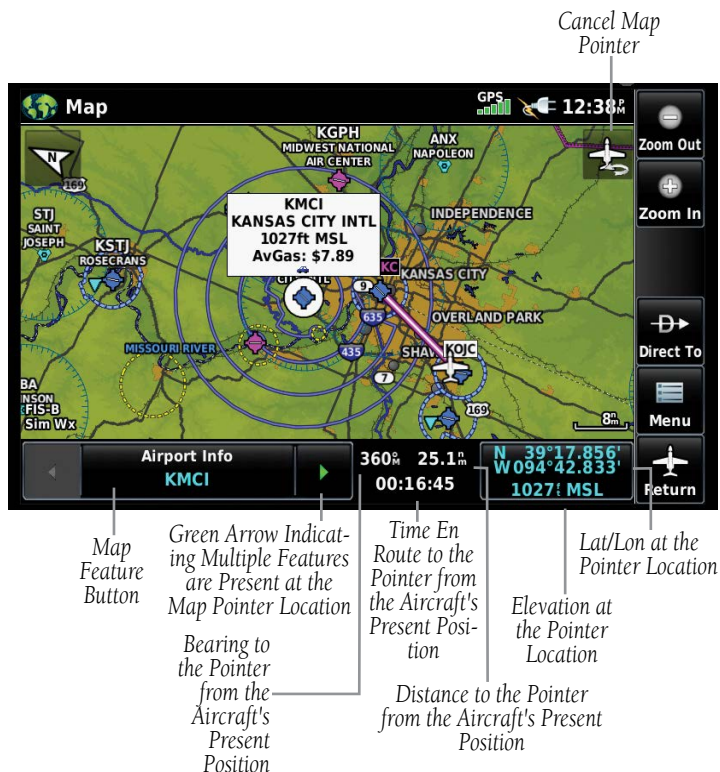 Cancel Map
Pointer
Map
GPS
12:38PM
Zoom Out
Zoom In
Direct To
Menu
Return
N
169
KGPH
MIDWEST NATIONAL
AIR CENTER
ANX
NAPOLEON
KMCI
KANSAS CITY INTL
1027ft MSL
AvGas: $7.89
INDEPENDENCE
STJ
SAINT
JOSEPH
KSTJ
ROSECRANS
KC
KANSAS CITY
9
635
OVERLAND PARK
MISSOURI RIVER
435
SHAW
KOJC
7
169
BA
NSON
FIS-B
Sim Wx
8nm
Airport Info
KMCI
360°M 25.1nm
00:16:45
N 39°17.856'
W094°42.833'
1027ft MSL
Map
Feature
Button
Green Arrow Indicat-
ing Multiple Features
are Present at the
Map Pointer Location
Bearing to
the Pointer
from the
Aircraft's
Present
Position
Time En
Route to the
Pointer from
the Aircraft's
Present Posi-
tion
Distance to the Pointer
from the Aircraft's Present
Position
Elevation at
the Pointer
Location
Lat/Lon at the
Pointer Location